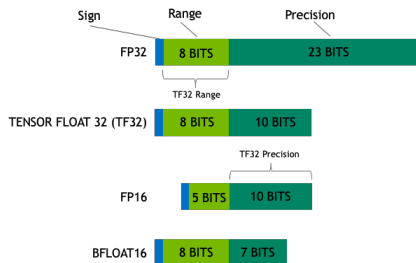 Sign Range Precision
FP32 8 BITS 23 BITS
TF32 Range
TENSOR FLOAT 32 (TF32) 8 BITS 10 BITS
TF32 Precision
FP16 5 BITS 10 BITS
BFLOAT16 8 BITS 7 BITS